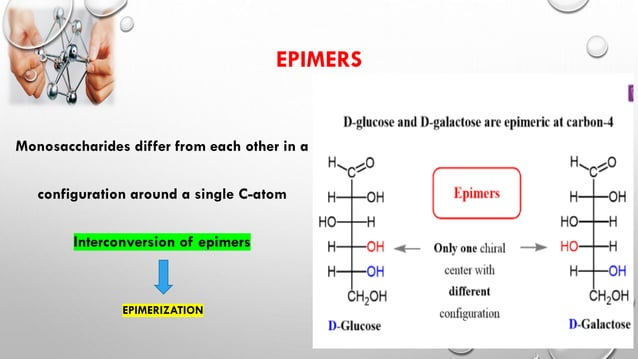 EPIMERS
Monosaccharides differ from each other in a
configuration around a single C-atom
Interconversion of epimers
EPIMERIZATION
D-glucose and D-galactose are epimeric at carbon-4
H O
C
H OH
HO H
H OH
H OH
CH₂OH
D-Glucose
Epimers
Only one chiral
center with
different
configuration
H O
C
H OH
HO H
HO H
H OH
CH₂OH
D-Galactose